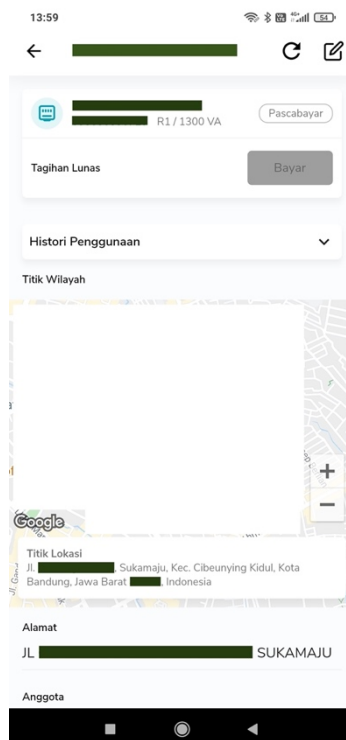 13:59
54
R1 / 1300 VA
Pascabayar
Tagihan Lunas
Bayar
Histori Penggunaan
Titik Wilayah
Google
Titik Lokasi
Jl. , Sukamaju, Kec. Cibeunying Kidul, Kota
Bandung, Jawa Barat , Indonesia
Alamat
JL SUKAMAJU
Anggota